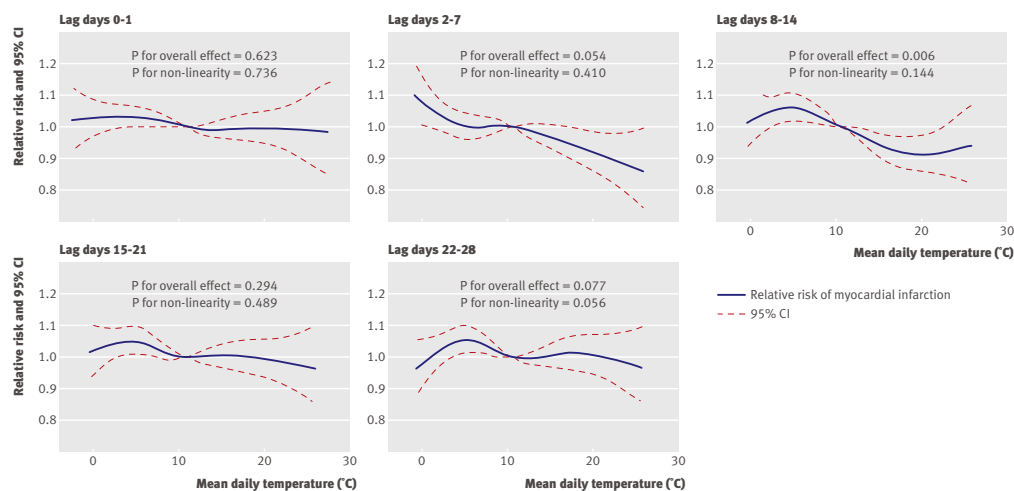 Lag days 0-1
Lag days 2-7
Lag days 8-14
Relative risk and 95% CI
1.2
1.1
1.0
0.9
0.8
P for overall effect = 0.623
P for non-linearity = 0.736
1.2
1.1
1.0
0.9
0.8
P for overall effect = 0.054
P for non-linearity = 0.410
1.2
1.1
1.0
0.9
0.8
P for overall effect = 0.006
P for non-linearity = 0.144
0 10 20 30
Mean daily temperature (˚C)
Lag days 15-21
Lag days 22-28
Relative risk and 95% CI
1.2
1.1
1.0
0.9
0.8
P for overall effect = 0.294
P for non-linearity = 0.489
0 10 20 30
Mean daily temperature (˚C)
1.2
1.1
1.0
0.9
0.8
P for overall effect = 0.077
P for non-linearity = 0.056
0 10 20 30
Mean daily temperature (˚C)
Relative risk of myocardial infarction
95% CI